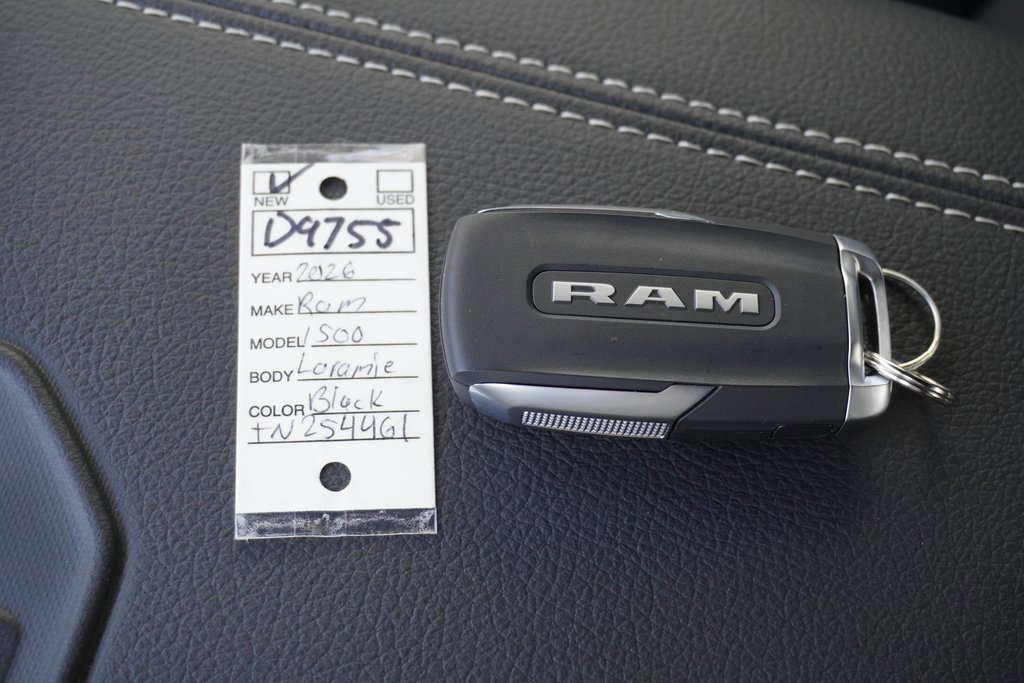 NEW USED
D9755
YEAR 2026
MAKE Ram
MODEL 1500
BODY Laramie
COLOR Black
TN254461
RAM